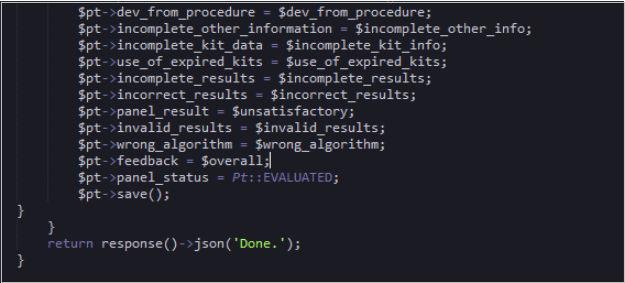 $pt->dev_from_procedure = $dev_from_procedure;
$pt->incomplete_other_information = $incomplete_other_info;
$pt->incomplete_kit_data = $incomplete_kit_info;
$pt->use_of_expired_kits = $use_of_expired_kits;
$pt->incomplete_results = $incomplete_results;
$pt->incorrect_results = $incorrect_results;
$pt->panel_result = $unsatisfactory;
$pt->invalid_results = $invalid_results;
$pt->wrong_algorithm = $wrong_algorithm;
$pt->feedback = $overall;
$pt->panel_status = Pt::EVALUATED;
$pt->save();
}
}
return response()->json('Done.');
}